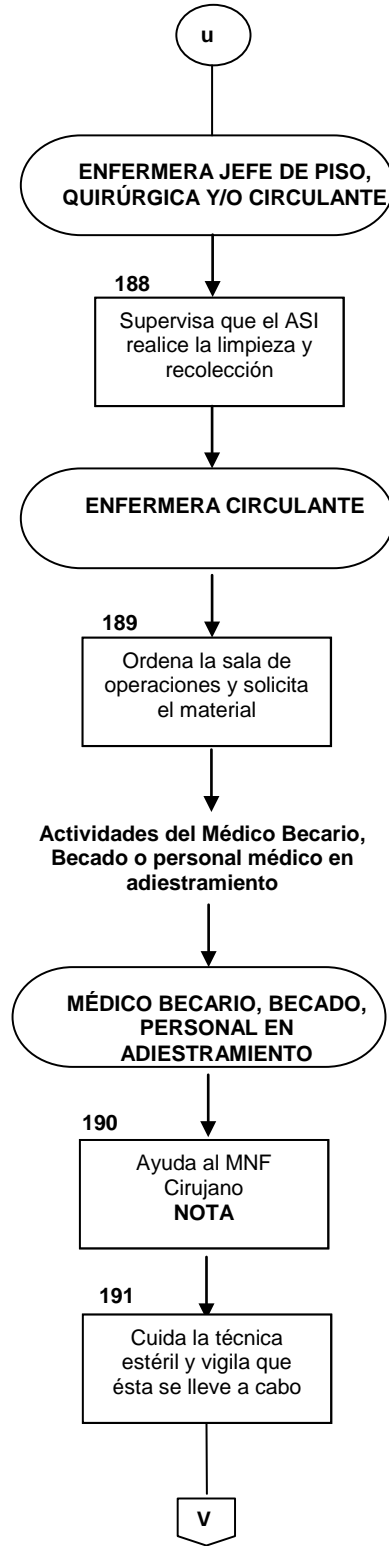 u
ENFERMERA JEFE DE PISO,
QUIRÚRGICA Y/O CIRCULANTE
188
Supervisa que el ASI
realice la limpieza y
recolección
ENFERMERA CIRCULANTE
189
Ordena la sala de
operaciones y solicita
el material
Actividades del Médico Becario,
Becado o personal médico en
adiestramiento
MÉDICO BECARIO, BECADO,
PERSONAL EN
ADIESTRAMIENTO
190
Ayuda al MNF
Cirujano
NOTA
191
Cuida la técnica
estéril y vigila que
ésta se lleve a cabo
V